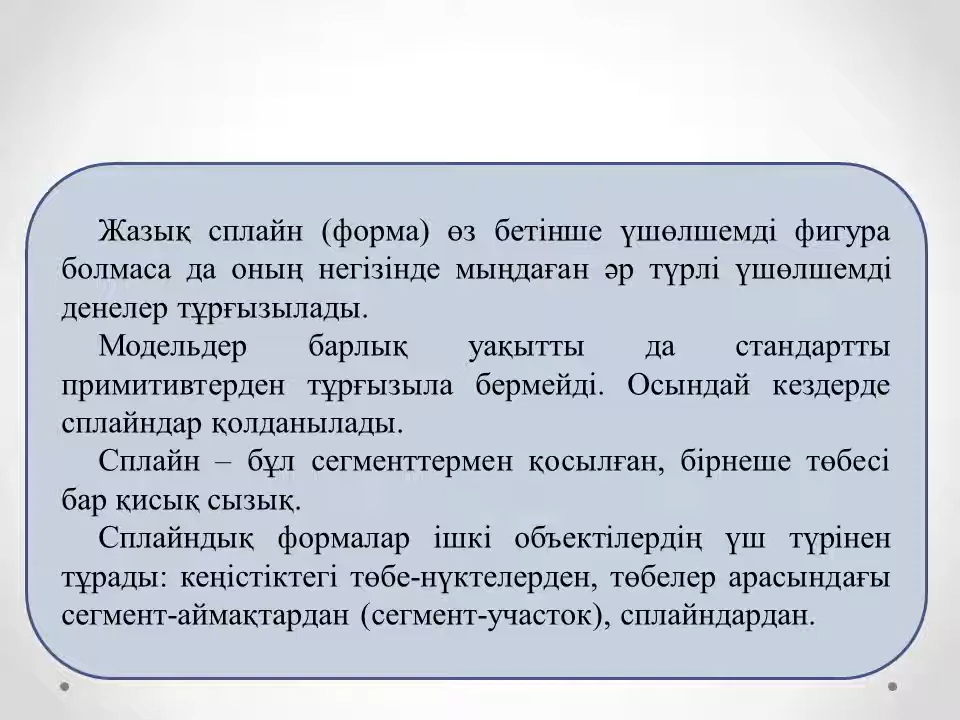 Жазық сплайн (форма) өз бетінше үшөлшемді фигура
болмаса да оның негізінде мыңдаған әр түрлі үшөлшемді
денелер тұрғызылады.
Модельдер барлық уақытты да стандартты
примитивтерден тұрғызыла бермейді. Осындай кездерде
сплайндар қолданылады.
Сплайн – бұл сегменттермен қосылған, бірнеше төбесі
бар қисық сызық.
Сплайндық формалар ішкі объектілердің үш түрінен
тұрады: кеңістіктегі төбе-нүктелерден, төбелер арасындағы
сегмент-аймақтардан (сегмент-участок), сплайндардан.